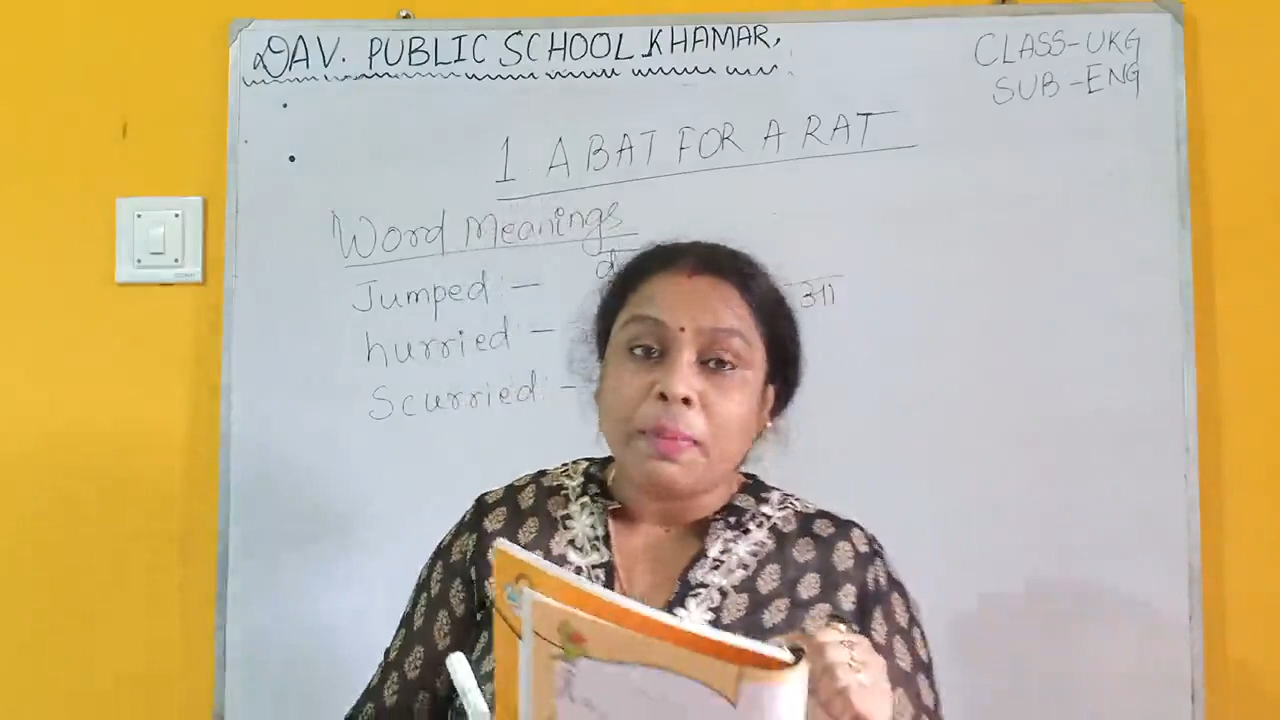 DAV. PUBLIC SCHOOL KHAMAR,
CLASS-UKG
SUB-ENG
1 A BAT FOR A RAT
Word Meanings
Jumped :-
hurried :-
Scurried :-